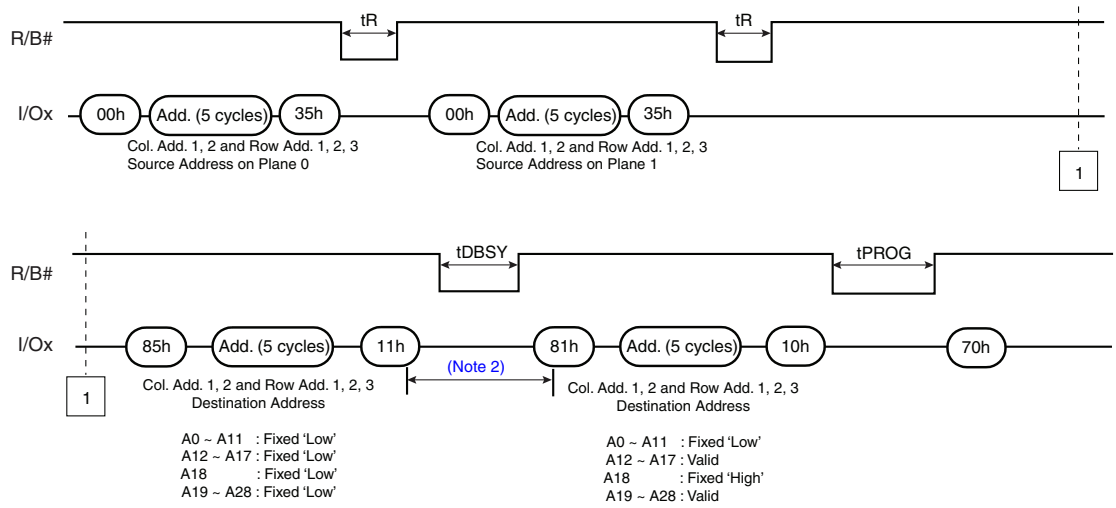 tR tR
R/B#
I/Ox 00h Add. (5 cycles) 35h 00h Add. (5 cycles) 35h
Col. Add. 1, 2 and Row Add. 1, 2, 3
Source Address on Plane 0
Col. Add. 1, 2 and Row Add. 1, 2, 3
Source Address on Plane 1
1
tDBSY tPROG
R/B#
I/Ox 85h Add. (5 cycles) 11h (Note 2) 81h Add. (5 cycles) 10h 70h
1
Col. Add. 1, 2 and Row Add. 1, 2, 3
Destination Address
A0 ~ A11 : Fixed ‘Low’
A12 ~ A17 : Fixed ‘Low’
A18 : Fixed ‘Low’
A19 ~ A28 : Fixed ‘Low’
Col. Add. 1, 2 and Row Add. 1, 2, 3
Destination Address
A0 ~ A11 : Fixed ‘Low’
A12 ~ A17 : Valid
A18 : Fixed ‘High’
A19 ~ A28 : Valid